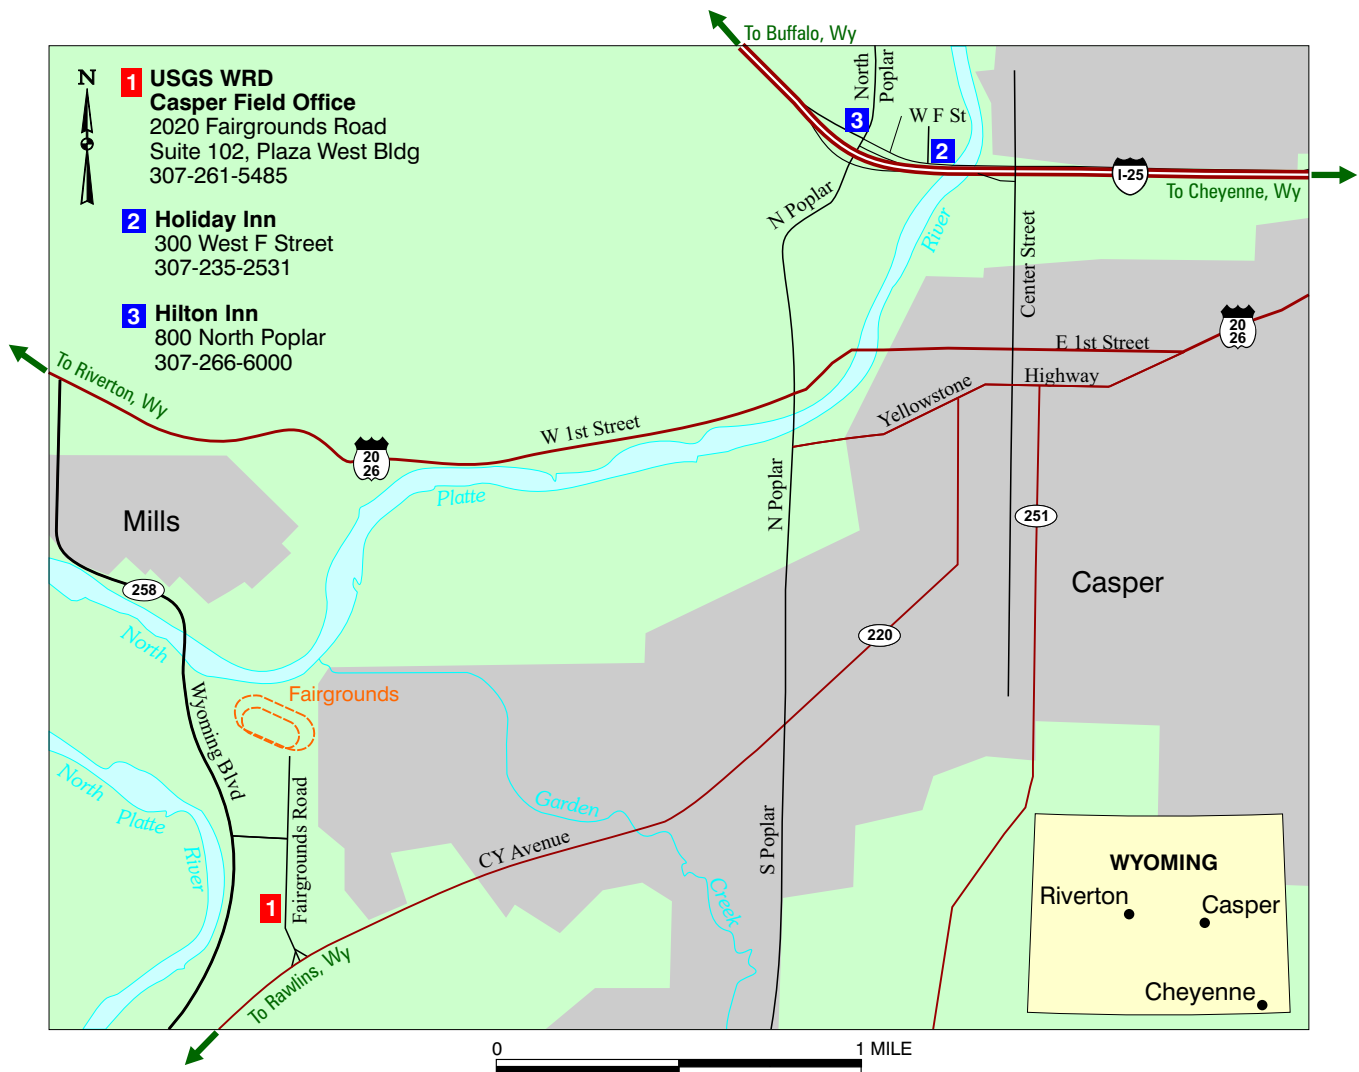 To Buffalo, Wy
N
1 USGS WRD
Casper Field Office
2020 Fairgrounds Road
Suite 102, Plaza West Bldg
307-261-5485
2 Holiday Inn
300 West F Street
307-235-2531
3 Hilton Inn
800 North Poplar
307-266-6000
North
Poplar
3
W F St
2
I-25
To Cheyenne, Wy
N Poplar
River
Center Street
20
26
E 1st Street
Highway
Yellowstone
To Riverton, Wy
W 1st Street
20
26
Platte
N Poplar
Mills
251
Casper
258
220
North
Fairgrounds
Wyoming Blvd
North
Platte
River
Fairgrounds Road
Garden
Creek
CY Avenue
S Poplar
1
To Rawlins, Wy
WYOMING
Riverton
Casper
Cheyenne
0
1 MILE